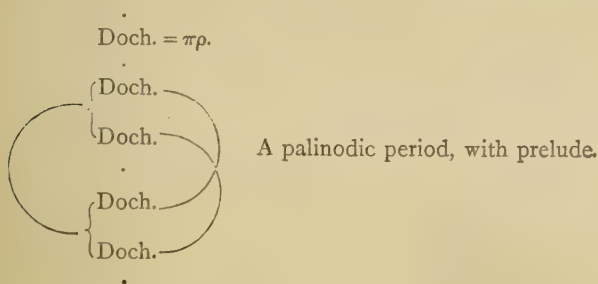 Doch. = πρ.
Doch.
Doch.
A palinodic period, with prelude.
Doch.
Doch.